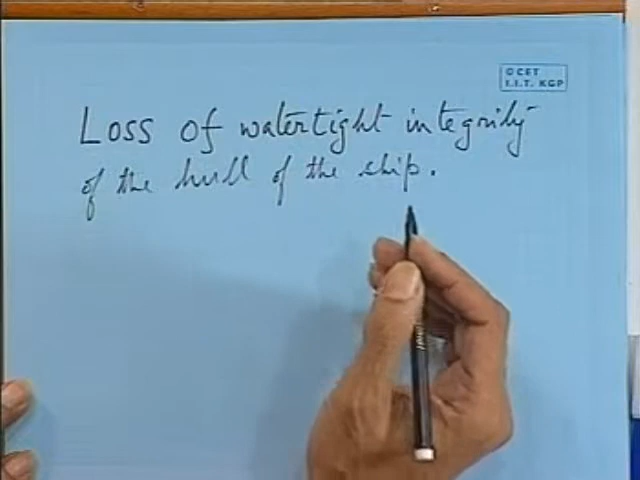 © CET
I.I.T. KGP
Loss of watertight integrity
of the hull of the ship.